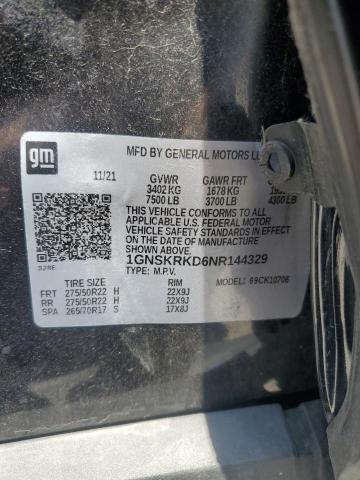 gm
MFD BY GENERAL MOTORS
11/21 GVWR GAWR FRT
3402 KG 1678 KG
7500 LB 3700 LB 4300 LB
THIS VEHICLE CONFORMS TO ALL
APPLICABLE U.S. FEDERAL MOTOR
VEHICLE SAFETY STANDARDS IN
EFFECT ON THE DATE OF MANUFACTURE
SHOWN ABOVE.
1GNSKRKD6NR144329
TYPE: M.P.V.
TIRE SIZE RIM MODEL: 69CK10706
FRT 275/50R22 H 22X9J
RR 275/50R22 H 22X9J
SPA 265/70R17 S 17X8J